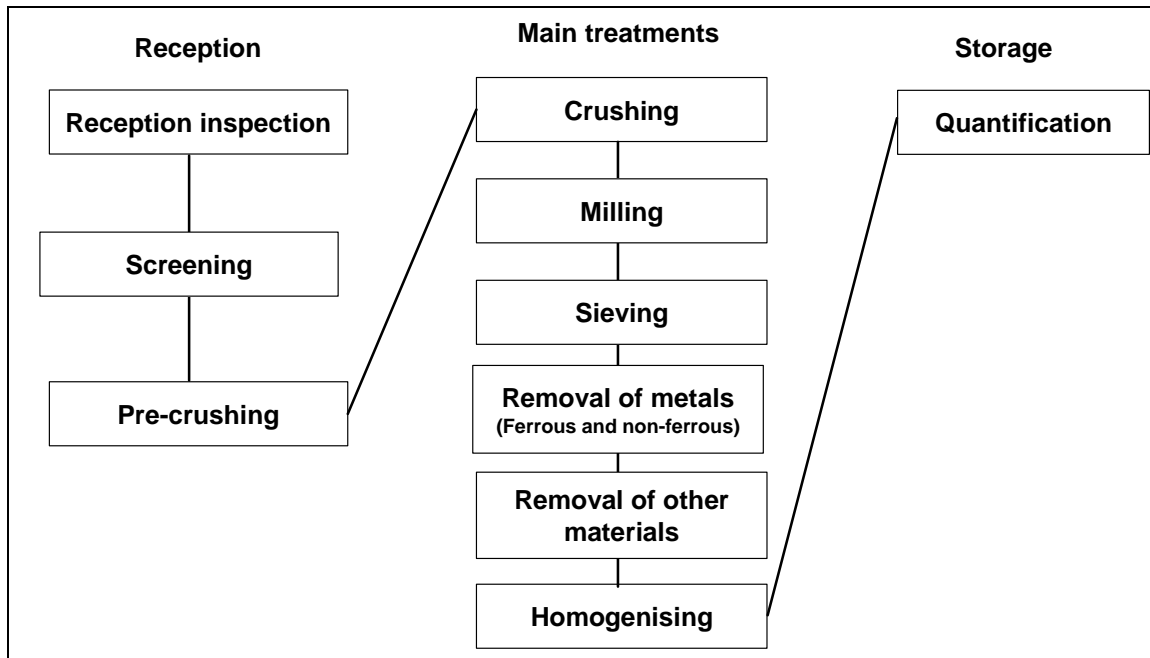 Reception
Reception inspection
Screening
Pre-crushing
Main treatments
Crushing
Milling
Sieving
Removal of metals
(Ferrous and non-ferrous)
Removal of other
materials
Homogenising
Storage
Quantification